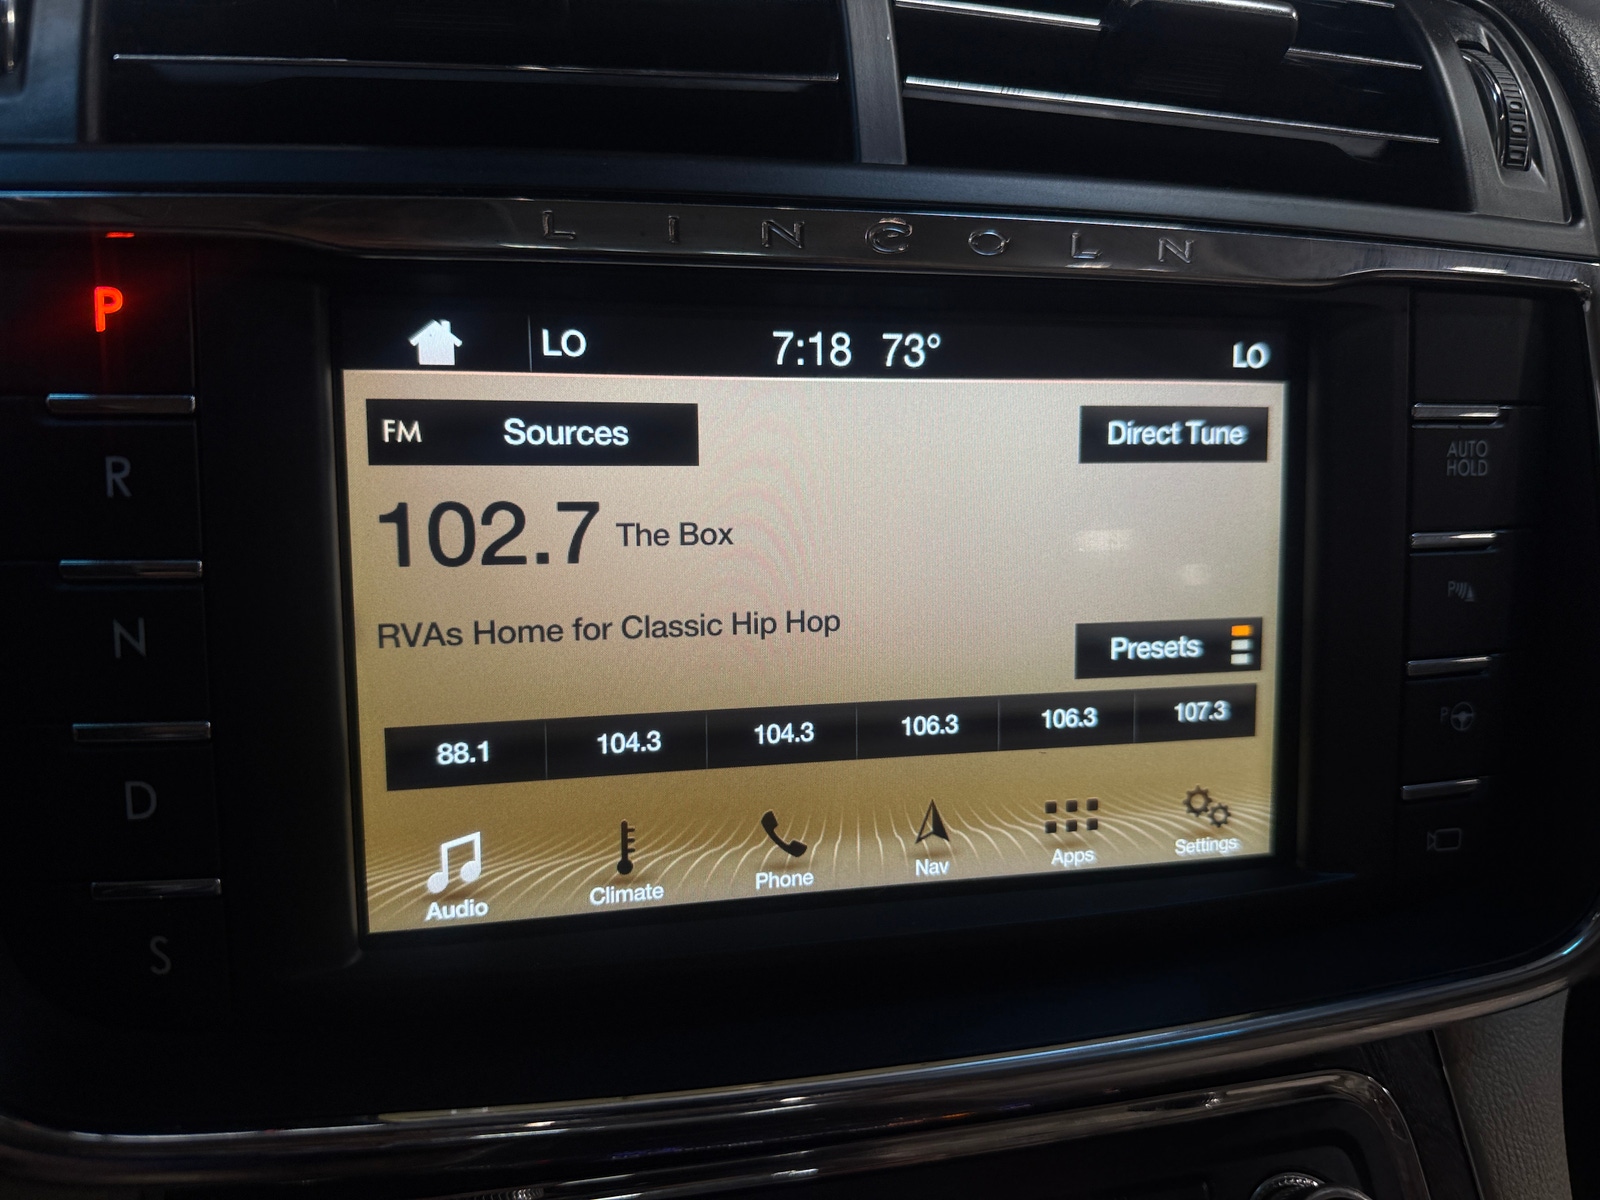 LINCOLN
P
R
N
D
S
LO 7:18 73° LO
FM Sources
Direct Tune
102.7 The Box
RVAs Home for Classic Hip Hop
Presets
88.1 104.3 104.3 106.3 106.3 107.3
Audio Climate Phone Nav Apps Settings
AUTO
HOLD
P
P